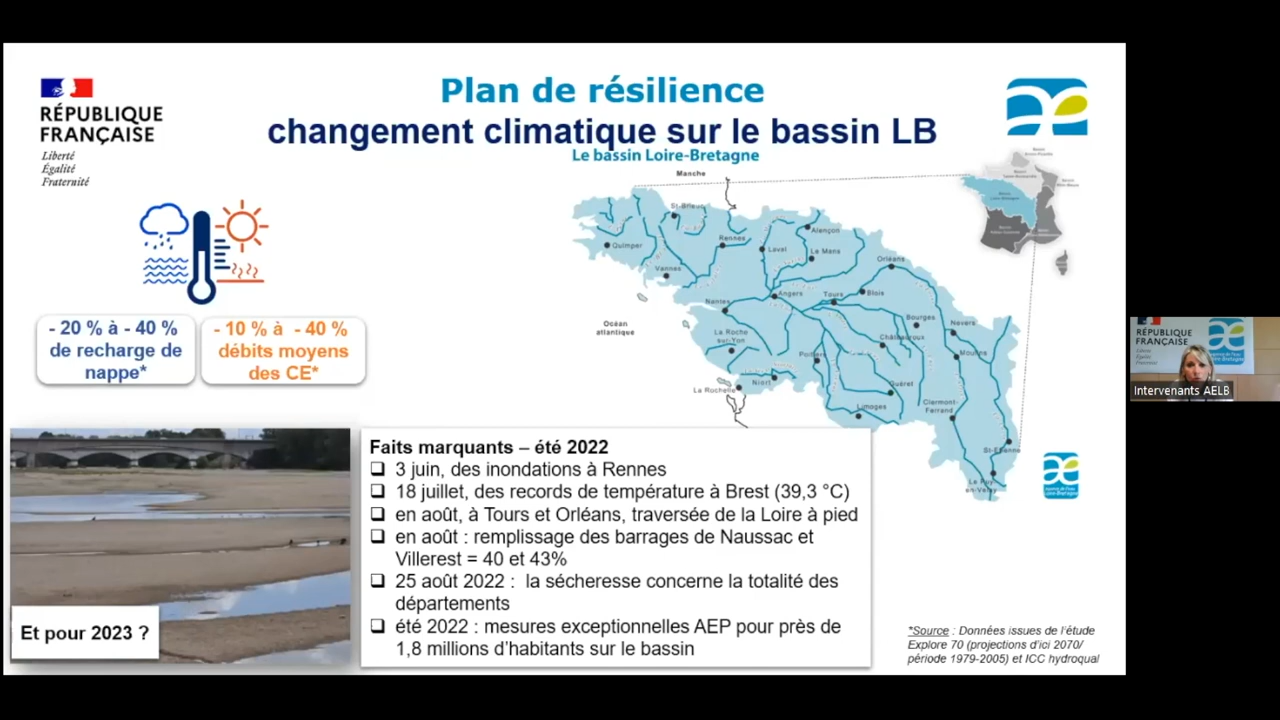 RÉPUBLIQUE
FRANÇAISE
Liberté
Égalité
Fraternité
Plan de résilience
changement climatique sur le bassin LB
Le bassin Loire-Bretagne
Manche
St-Brieuc
Quimper
Rennes
Vannes
Laval
Alençon
Le Mans
Orléans
Angers
Tours
Blois
Nantes
Océan
atlantique
Bourges
Nevers
La Roche
sur-Yon
Châteauroux
Moulins
Poitiers
Niort
La Rochelle
Guéret
Limoges
Clermont-
Ferrand
St-Etienne
Le Puy-
en-Velay
- 20 % à - 40 %
de recharge de
nappe*
- 10 % à - 40 %
débits moyens
des CE*
Et pour 2023 ?
Faits marquants – été 2022
3 juin, des inondations à Rennes
18 juillet, des records de température à Brest (39,3 °C)
en août, à Tours et Orléans, traversée de la Loire à pied
en août : remplissage des barrages de Naussac et
Villerest = 40 et 43%
25 août 2022 : la sécheresse concerne la totalité des
départements
été 2022 : mesures exceptionnelles AEP pour près de
1,8 millions d'habitants sur le bassin
*Source : Données issues de l'étude
Explore 70 (projections d'ici 2070/
période 1979-2005) et ICC hydroqual
RÉPUBLIQUE
FRANÇAISE
Intervenants AELB